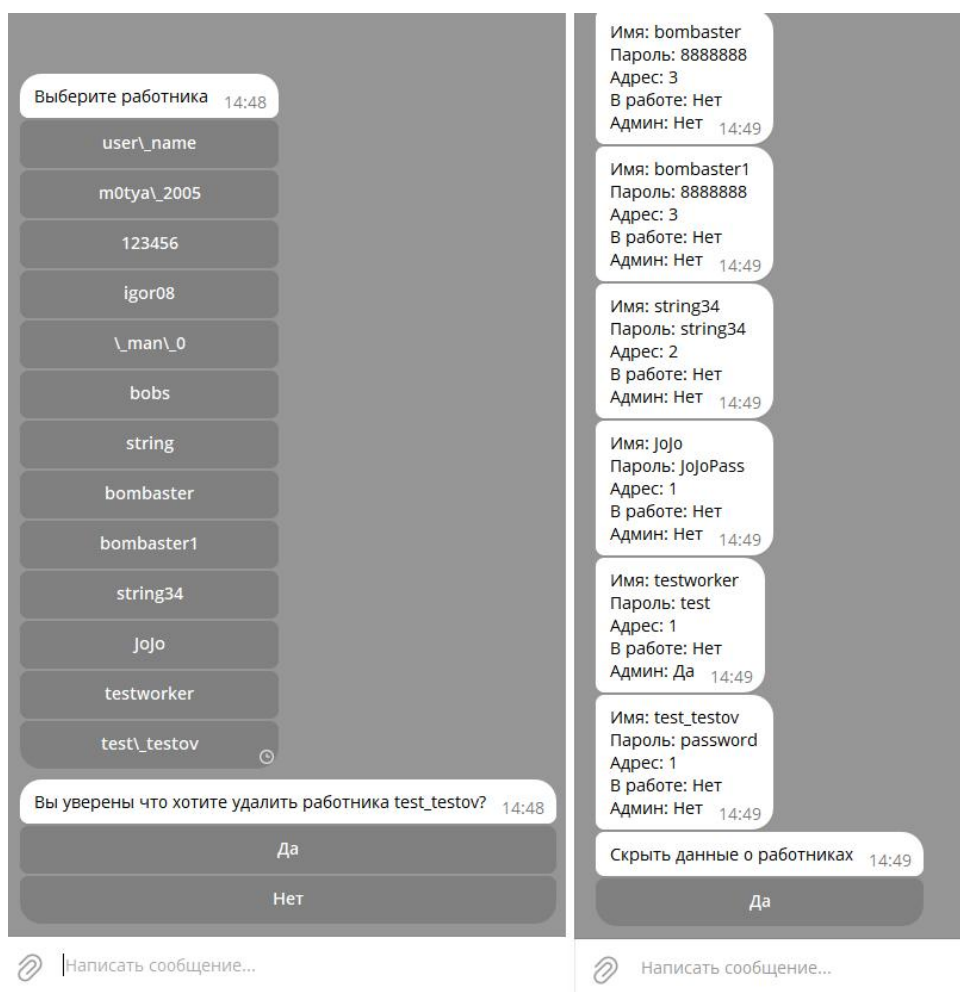 Выберите работника 14:48
user\_name
m0tya\_2005
123456
igor08
\_man\_0
bobs
string
bombaster
bombaster1
string34
JoJo
testworker
test\_testov
Вы уверены что хотите удалить работника test_testov? 14:48
Да
Нет
Написать сообщение...
Имя: bombaster
Пароль: 8888888
Адрес: 3
В работе: Нет
Админ: Нет 14:49
Имя: bombaster1
Пароль: 8888888
Адрес: 3
В работе: Нет
Админ: Нет 14:49
Имя: string34
Пароль: string34
Адрес: 2
В работе: Нет
Админ: Нет 14:49
Имя: JoJo
Пароль: JoJoPass
Адрес: 1
В работе: Нет
Админ: Нет 14:49
Имя: testworker
Пароль: test
Адрес: 1
В работе: Нет
Админ: Да 14:49
Имя: test_testov
Пароль: password
Адрес: 1
В работе: Нет
Админ: Нет 14:49
Скрыть данные о работниках 14:49
Да
Написать сообщение...